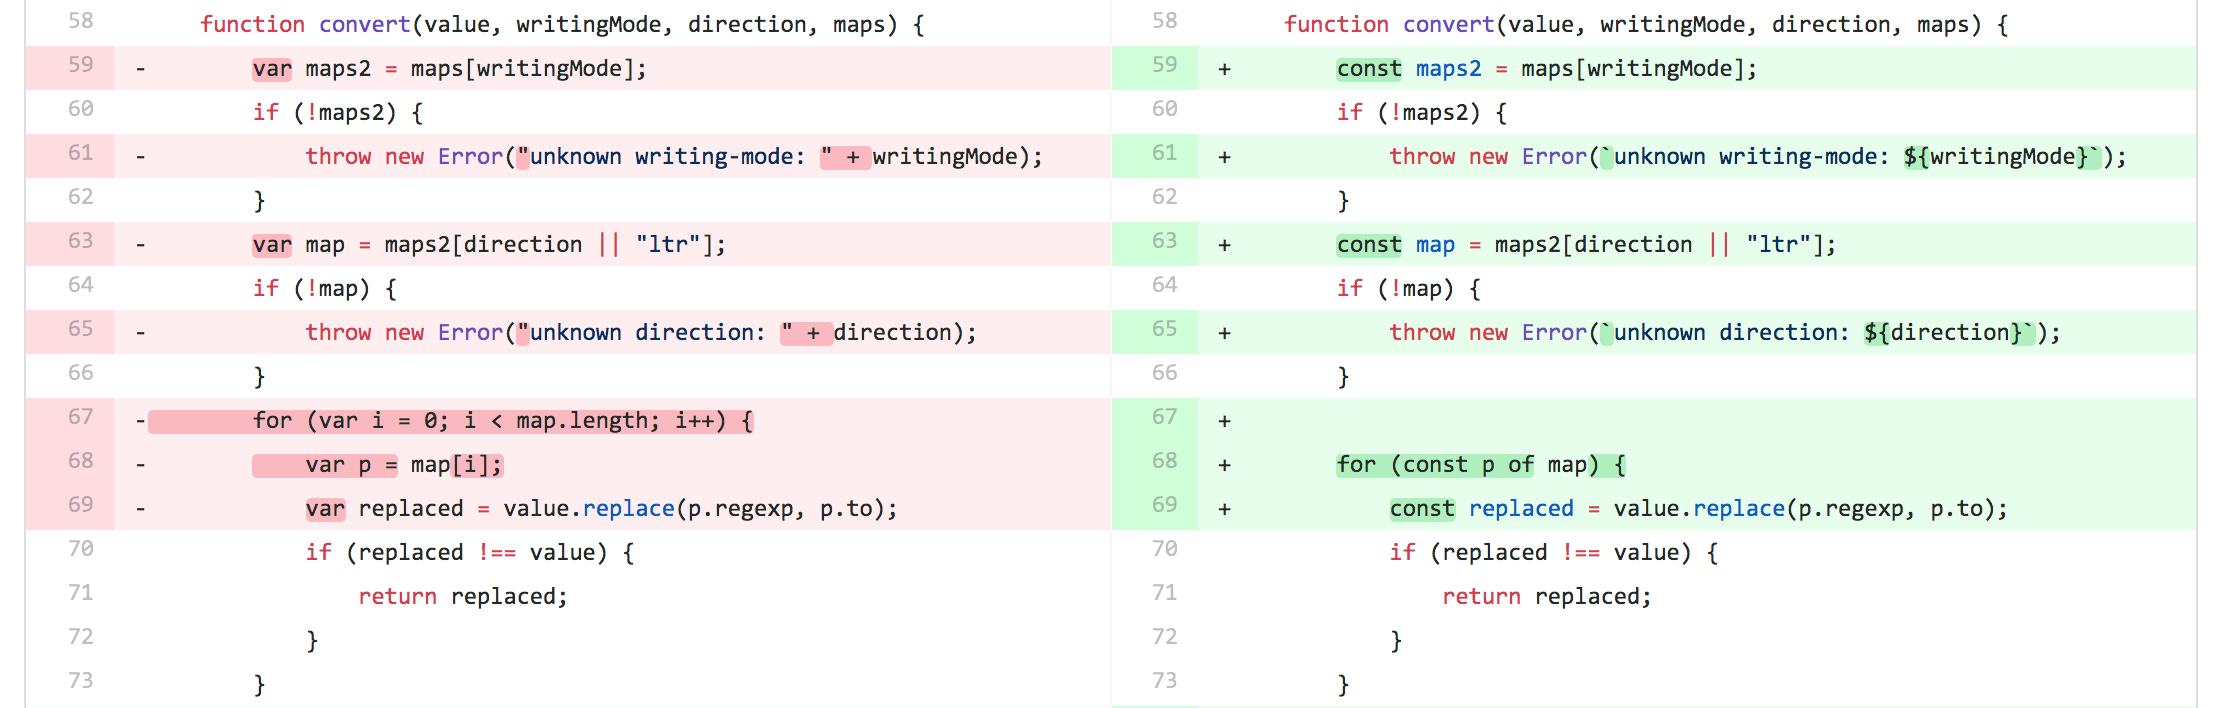 58 function convert(value, writingMode, direction, maps) {
59 - var maps2 = maps[writingMode];
60 if (!maps2) {
61 - throw new Error("unknown writing-mode: " + writingMode);
62 }
63 - var map = maps2[direction || "ltr"];
64 if (!map) {
65 - throw new Error("unknown direction: " + direction);
66 }
67 - for (var i = 0; i < map.length; i++) {
68 - var p = map[i];
69 - var replaced = value.replace(p.regexp, p.to);
70 if (replaced !== value) {
71 return replaced;
72 }
73 }
58 function convert(value, writingMode, direction, maps) {
59 + const maps2 = maps[writingMode];
60 if (!maps2) {
61 + throw new Error(`unknown writing-mode: ${writingMode}`);
62 }
63 + const map = maps2[direction || "ltr"];
64 if (!map) {
65 + throw new Error(`unknown direction: ${direction}`);
66 }
67 +
68 + for (const p of map) {
69 + const replaced = value.replace(p.regexp, p.to);
70 if (replaced !== value) {
71 return replaced;
72 }
73 }